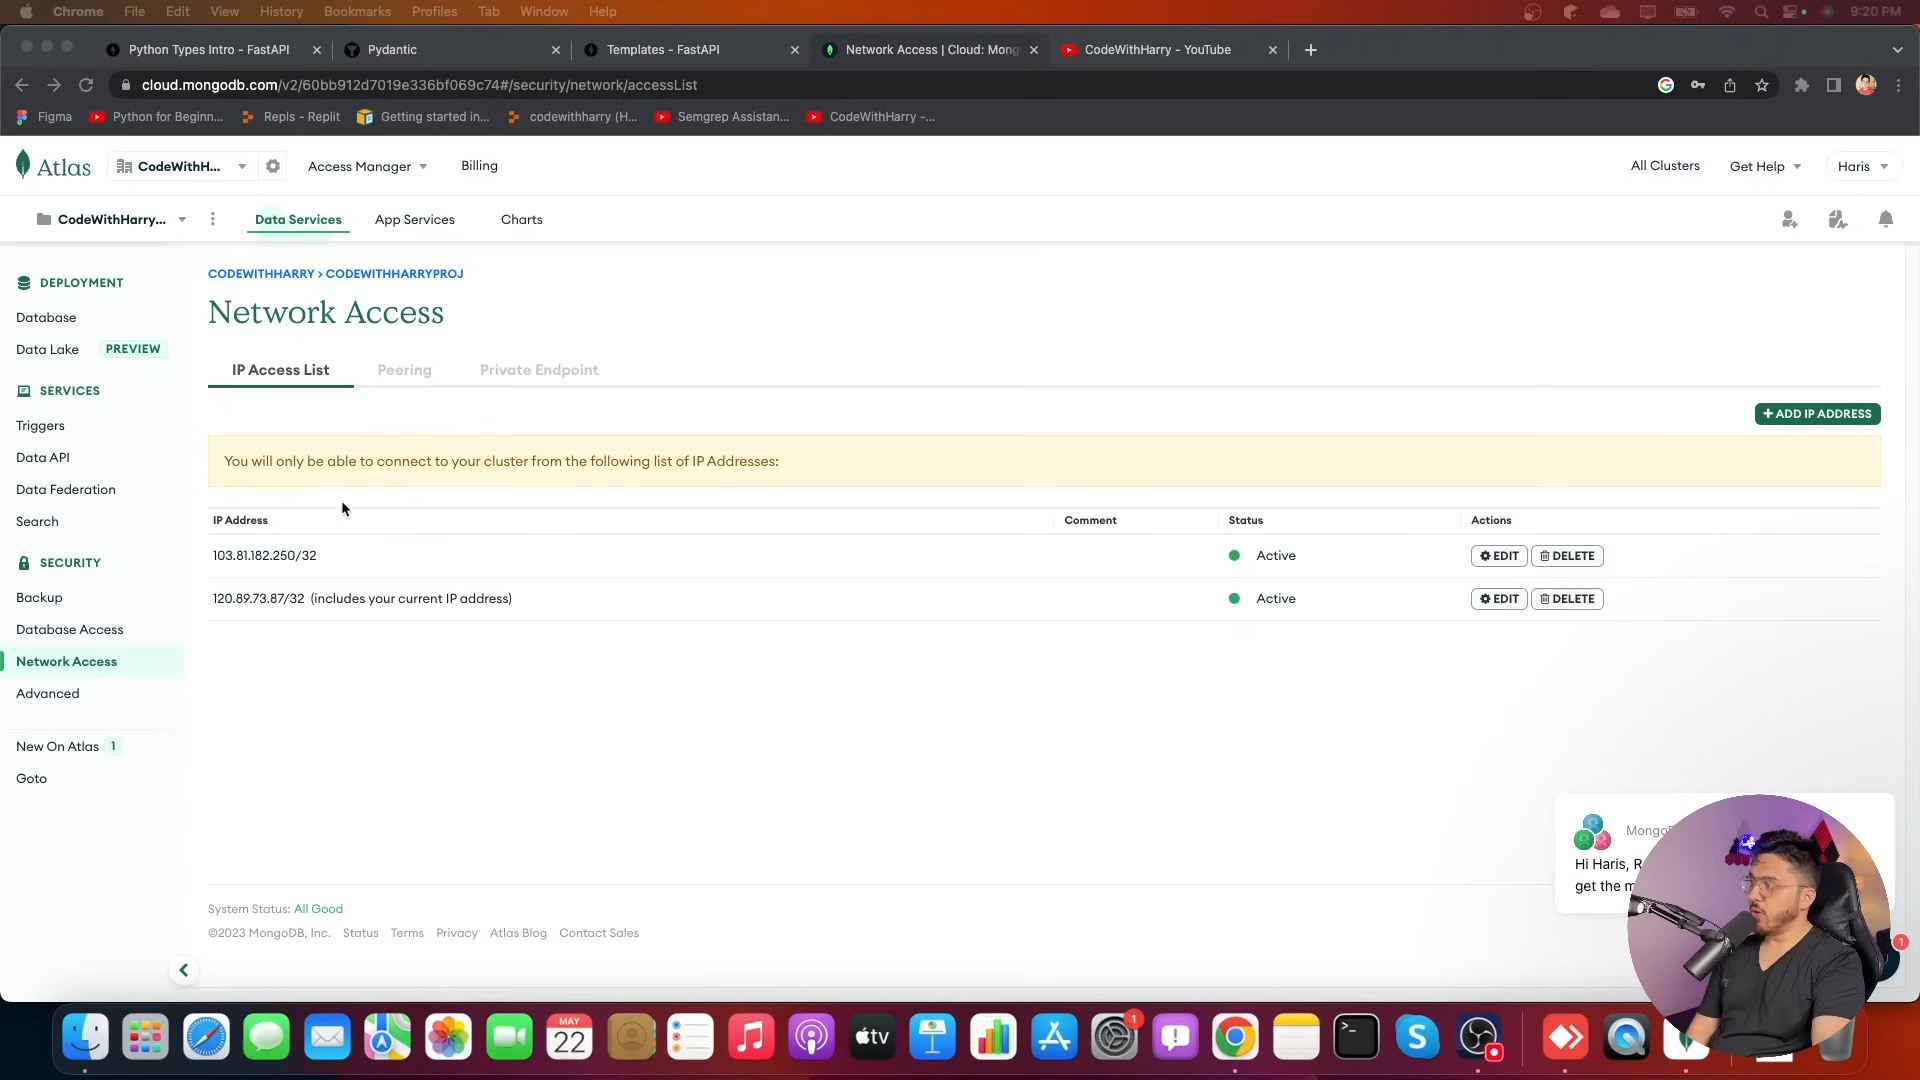 Chrome File Edit View History Bookmarks Profiles Tab Window Help 9:20 PM
Python Types Intro - FastAPI Pydantic Templates - FastAPI Network Access | Cloud: Mong CodeWithHarry - YouTube
cloud.mongodb.com/v2/60bb912d7019e336bf069c74#/security/network/accessList
Figma Python for Beginn... Repls - Replit Getting started in... codewithharry (H... Semgrep Assistan... CodeWithHarry -...
Atlas CodeWithH... Access Manager Billing All Clusters Get Help Haris
CodeWithHarry... Data Services App Services Charts
DEPLOYMENT
Database
Data Lake PREVIEW
SERVICES
Triggers
Data API
Data Federation
Search
SECURITY
Backup
Database Access
Network Access
Advanced
New On Atlas 1
Goto
CODEWITHHARRY > CODEWITHHARRYPROJ
Network Access
IP Access List Peering Private Endpoint
+ ADD IP ADDRESS
You will only be able to connect to your cluster from the following list of IP Addresses:
IP Address Comment Status Actions
103.81.182.250/32 Active EDIT DELETE
120.89.73.87/32 (includes your current IP address) Active EDIT DELETE
Hi Haris,
get the
System Status: All Good
©2023 MongoDB, Inc. Status Terms Privacy Atlas Blog Contact Sales
1
MAY
22
tv
1